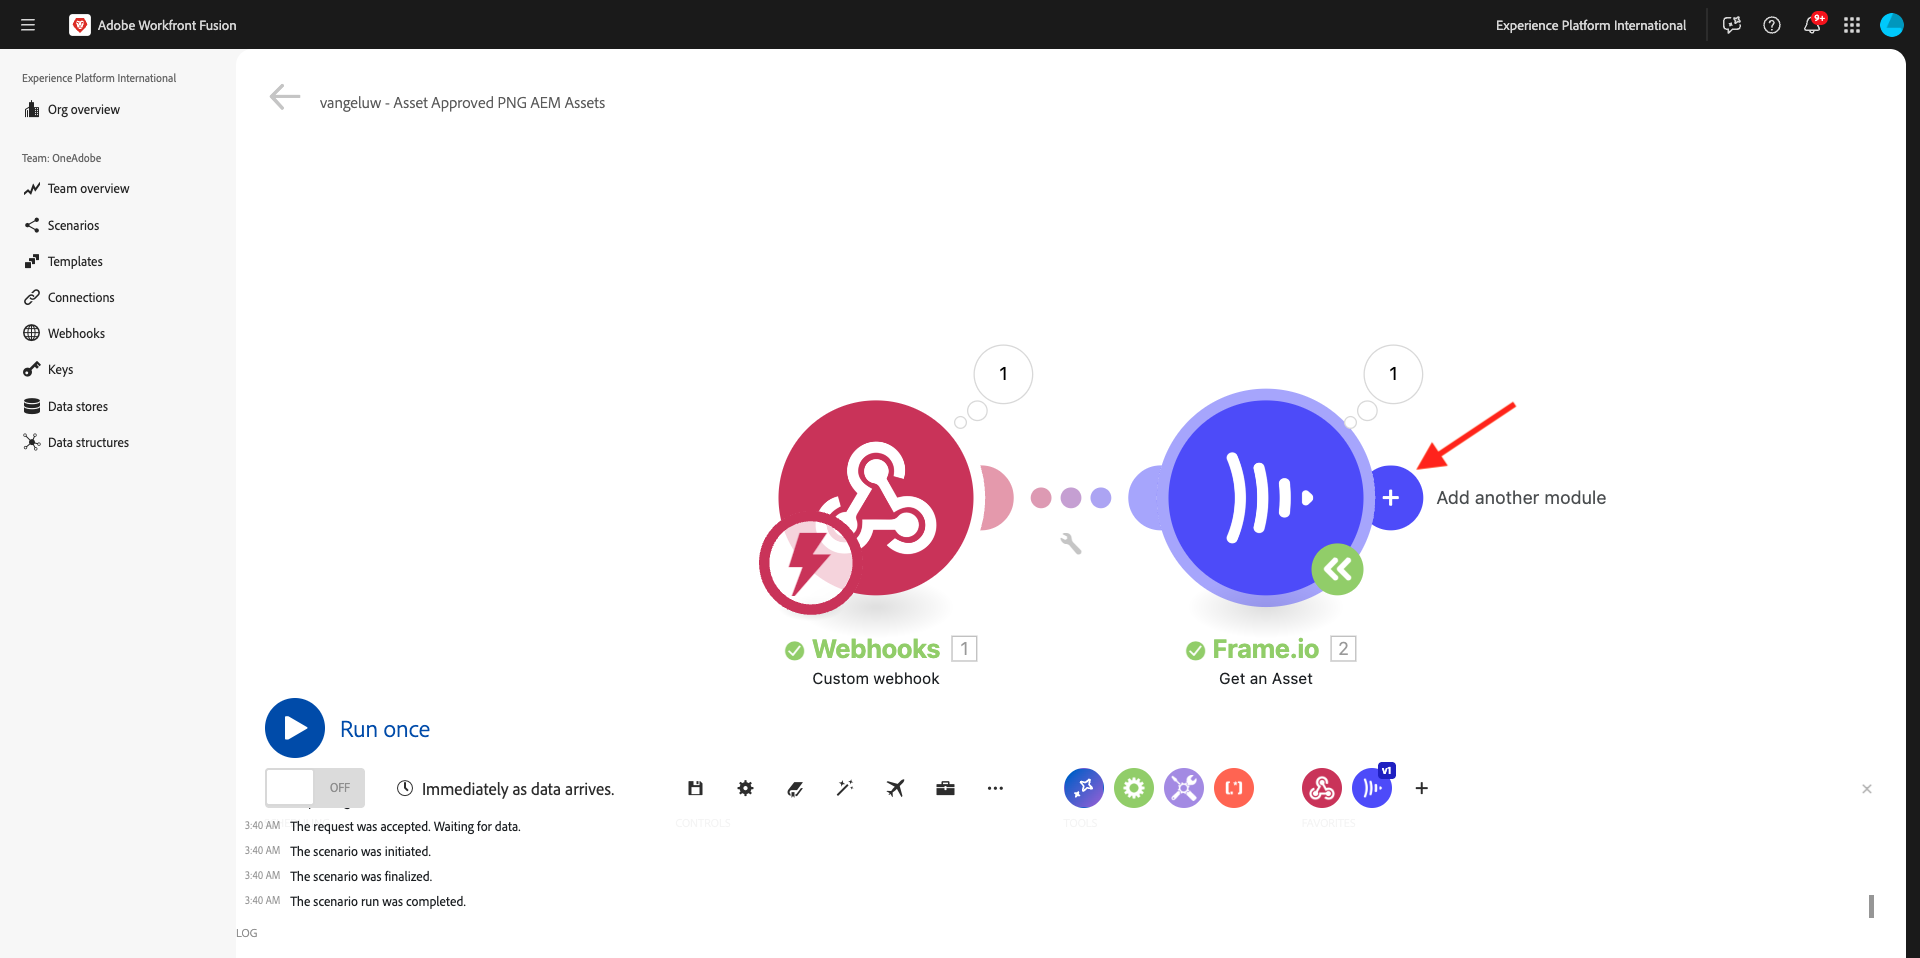 Adobe Workfront Fusion
Experience Platform International
9+
Experience Platform International
Org overview
Team: OneAdobe
Team overview
Scenarios
Templates
Connections
Webhooks
Keys
Data stores
Data structures
vangeluw - Asset Approved PNG AEM Assets
1
1
Add another module
Webhooks 1
Custom webhook
Frame.io 2
Get an Asset
Run once
OFF
Immediately as data arrives.
v1
CONTROLS
TOOLS
FAVORITES
3:40 AM The request was accepted. Waiting for data.
3:40 AM The scenario was initiated.
3:40 AM The scenario was finalized.
3:40 AM The scenario run was completed.
LOG